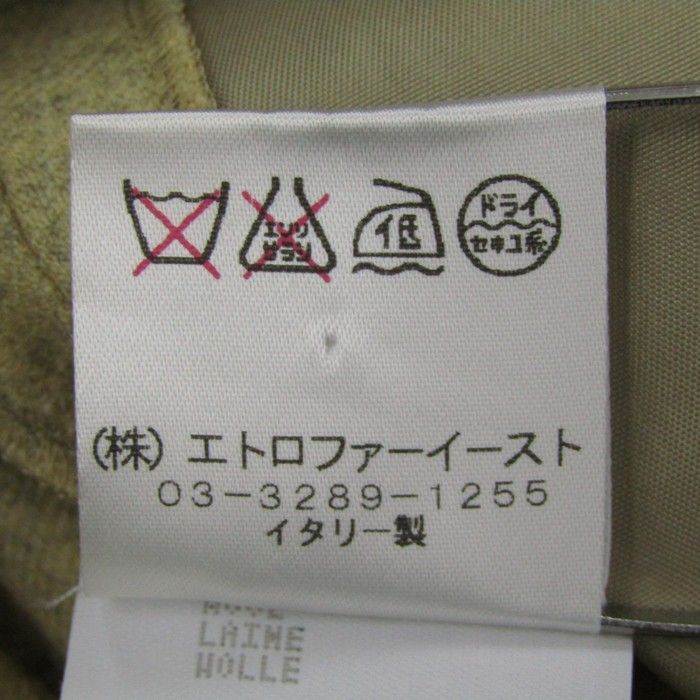 エンソ サラシ 低 ドライ セキユ系
(株) エトロファーイースト
03-3289-1255
イタリー製
LAINE
WOLLE